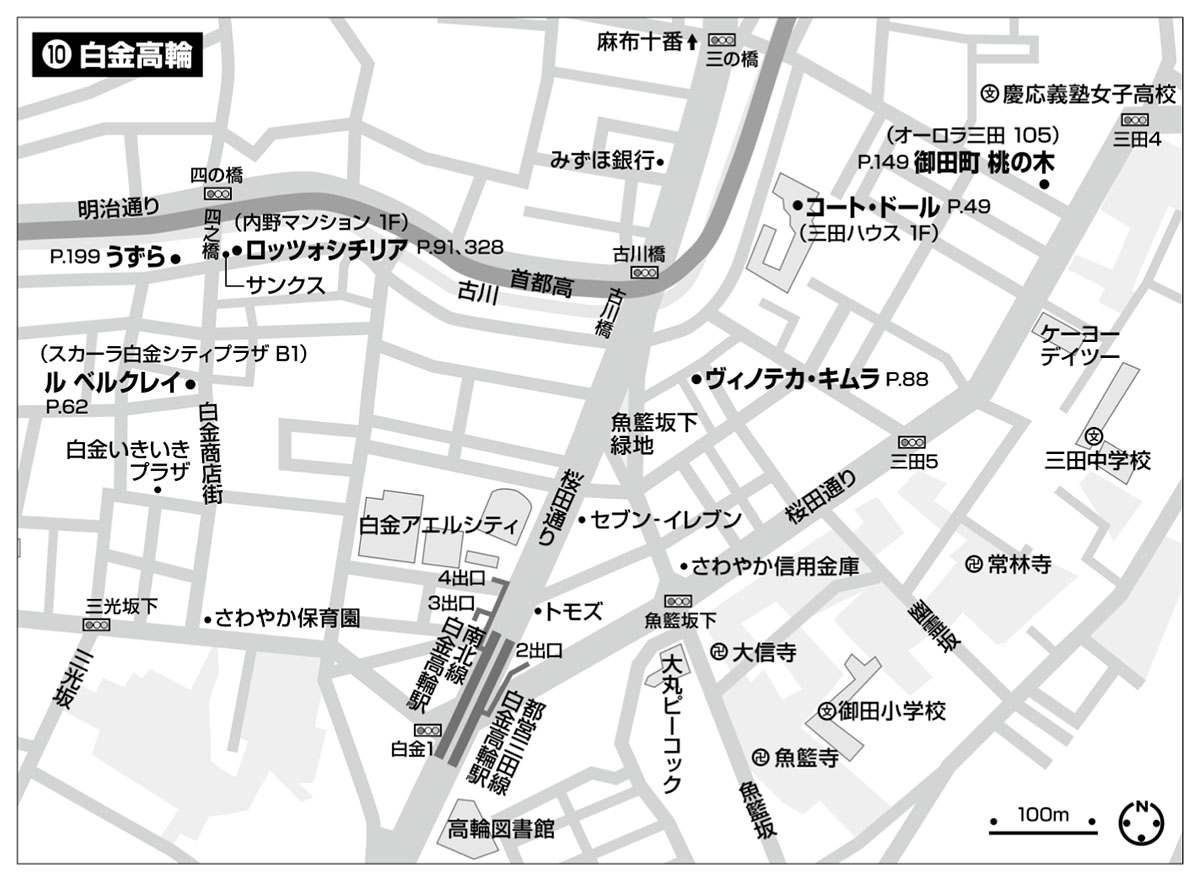 ⑩ 白金高輪
麻布十番
三の橋
慶応義塾女子高校
三田4
(オーロラ三田 105)
P.149 御田町 桃の木
みずほ銀行
コート・ドール P.49
(三田ハウス 1F)
四の橋
明治通り
四之橋
(内野マンション 1F)
ロッツォシチリア P.91、328
P.199 うずら
サンクス
古川橋
首都高
古川
古川橋
ケーヨー
デイツー
(スカーラ白金シティプラザ B1)
ル ベルクレイ
P.62
ヴィノテカ・キムラ P.88
白金商店街
魚籃坂下
緑地
白金いきいき
プラザ
三田5
三田中学校
桜田通り
桜田通り
白金アエルシティ
セブン-イレブン
さわやか信用金庫
常林寺
4出口
3出口
三光坂下
さわやか保育園
トモズ
魚籃坂下
幽霊坂
南北線
白金高輪駅
2出口
大信寺
三光坂
大丸ピーコック
御田小学校
都営三田線
白金高輪駅
白金1
魚籃寺
魚籃坂
高輪図書館
100m
N